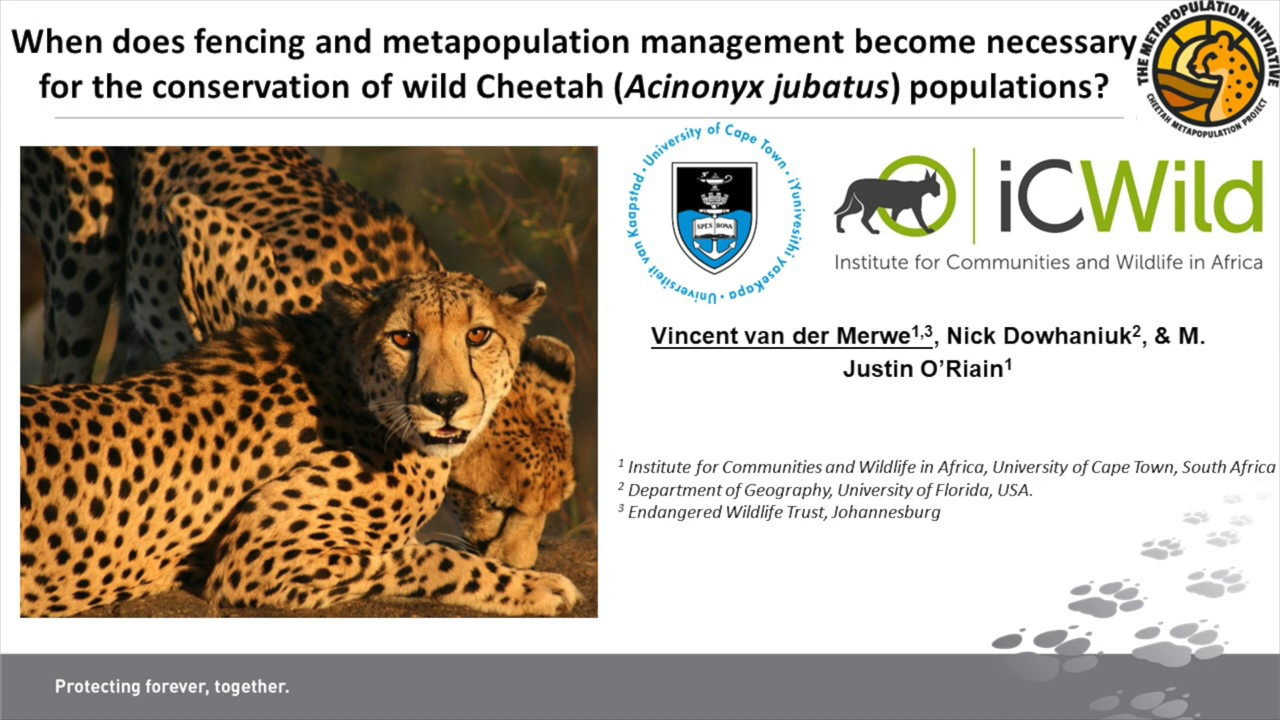 When does fencing and metapopulation management become necessary
for the conservation of wild Cheetah (Acinonyx jubatus) populations?
THE METAPOPULATION INITIATIVE
CHEETAH METAPOPULATION PROJECT
University of Cape Town · iYunivesithi yaseKapa · Universiteit van Kaapstad ·
SPES BONA
iCWild
Institute for Communities and Wildlife in Africa
Vincent van der Merwe1,3, Nick Dowhaniuk2, & M.
Justin O’Riain1
1 Institute for Communities and Wildlife in Africa, University of Cape Town, South Africa
2 Department of Geography, University of Florida, USA.
3 Endangered Wildlife Trust, Johannesburg
Protecting forever, together.